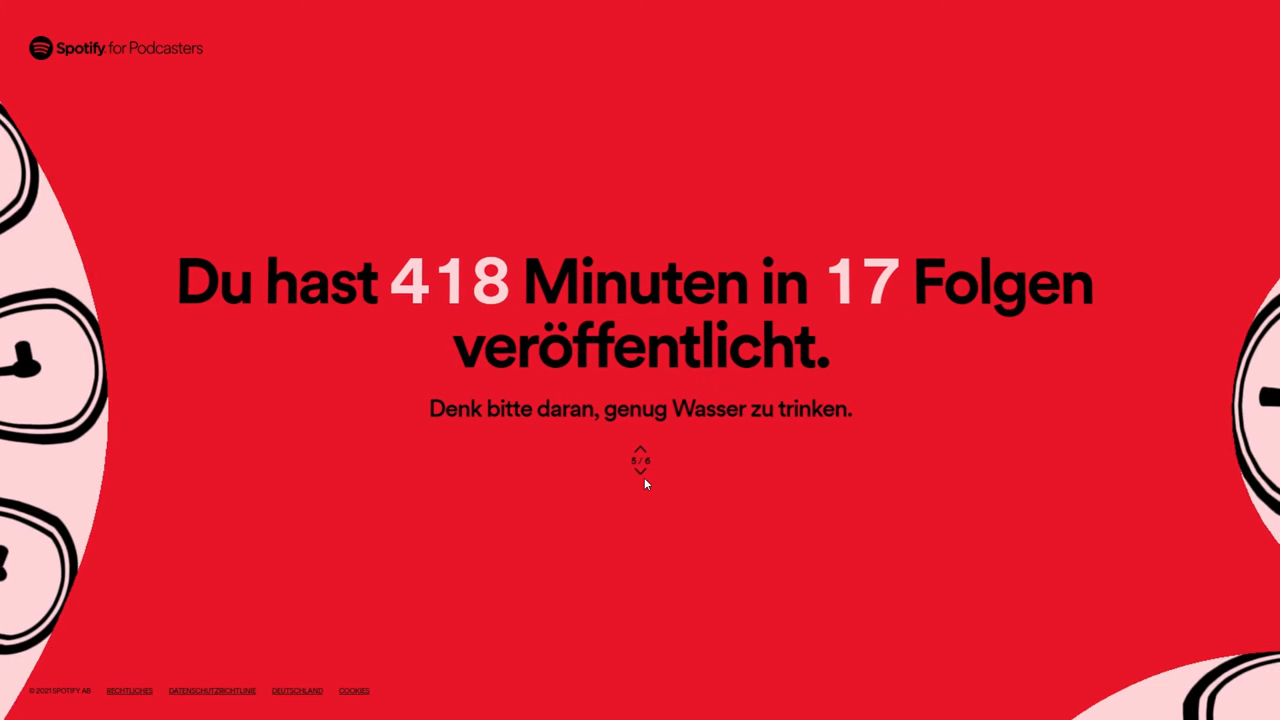 Spotify for Podcasters
Du hast 418 Minuten in 17 Folgen
veröffentlicht.
Denk bitte daran, genug Wasser zu trinken.
5 / 6
© 2021 SPOTIFY AB RECHTLICHES DATENSCHUTZRICHTLINIE DEUTSCHLAND COOKIES